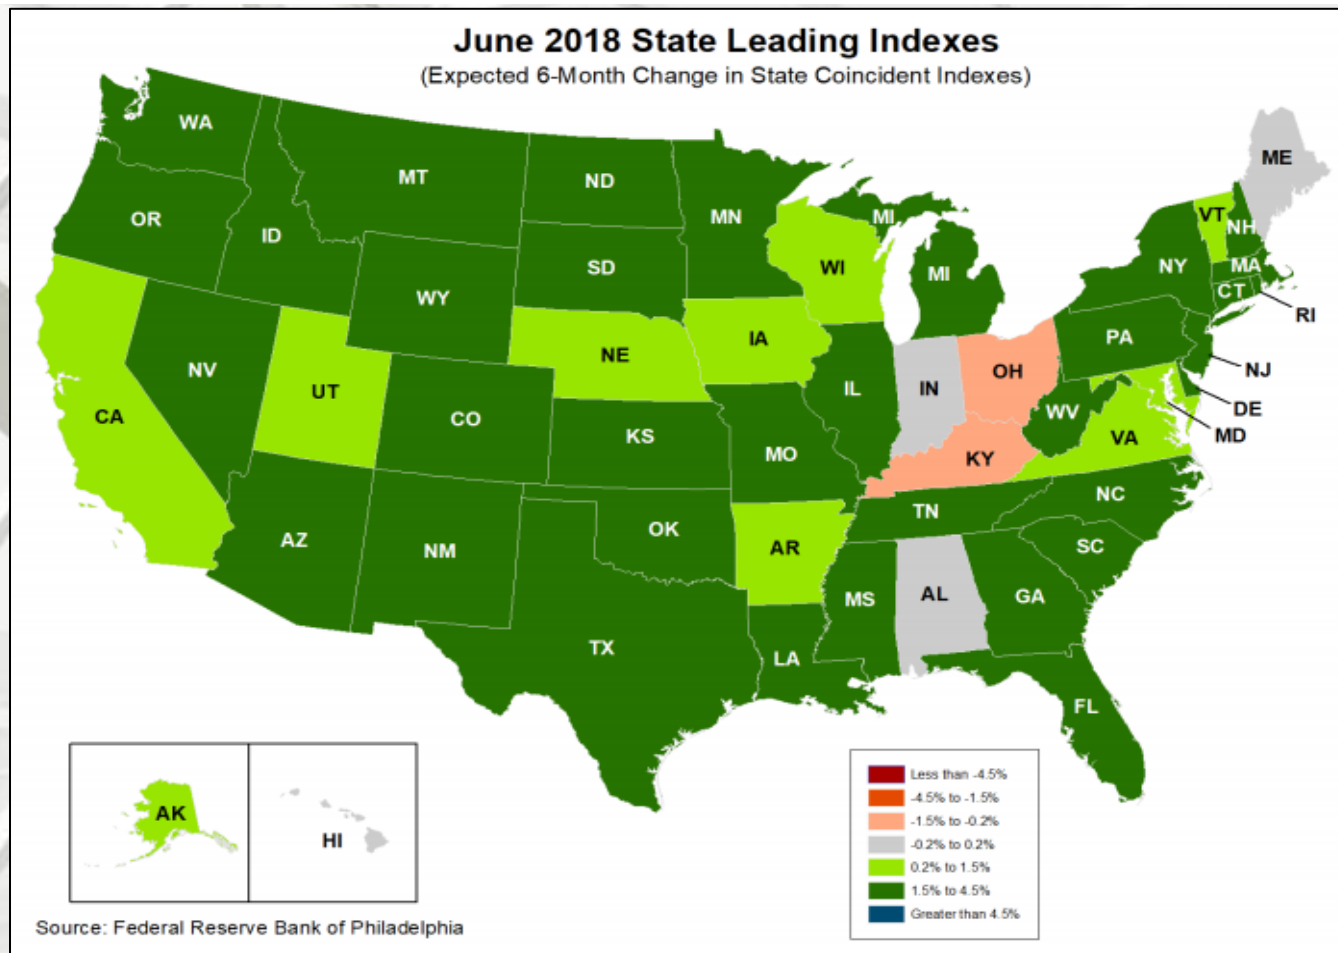 June 2018 State Leading Indexes
(Expected 6-Month Change in State Coincident Indexes)
WA
MT
ND
MN
MI
ME
VT
NH
OR
ID
SD
WI
MI
NY
MA
WY
CT
RI
NV
UT
NE
IA
PA
NJ
CA
CO
KS
MO
IL
IN
OH
WV
VA
DE
MD
KY
AZ
NM
OK
AR
TN
NC
SC
MS
AL
GA
TX
LA
FL
AK
HI
Less than -4.5%
-4.5% to -1.5%
-1.5% to -0.2%
-0.2% to 0.2%
0.2% to 1.5%
1.5% to 4.5%
Greater than 4.5%
Source: Federal Reserve Bank of Philadelphia